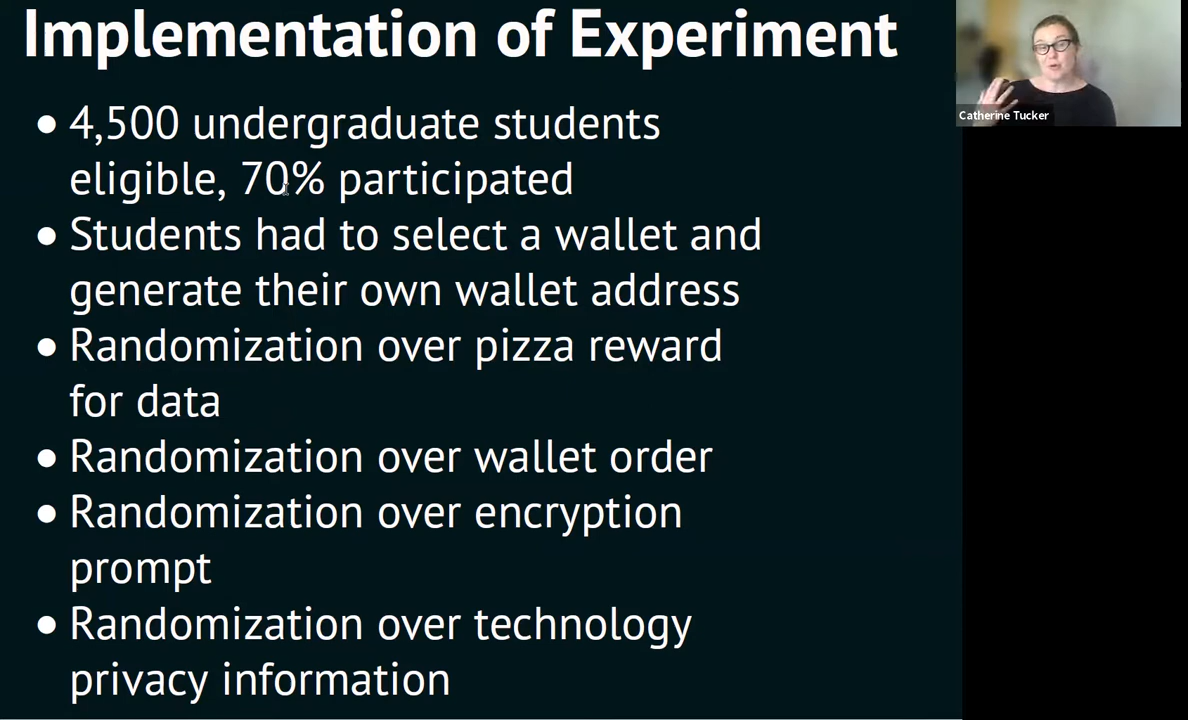 Implementation of Experiment
● 4,500 undergraduate students
eligible, 70% participated
● Students had to select a wallet and
generate their own wallet address
● Randomization over pizza reward
for data
● Randomization over wallet order
● Randomization over encryption
prompt
● Randomization over technology
privacy information
Catherine Tucker